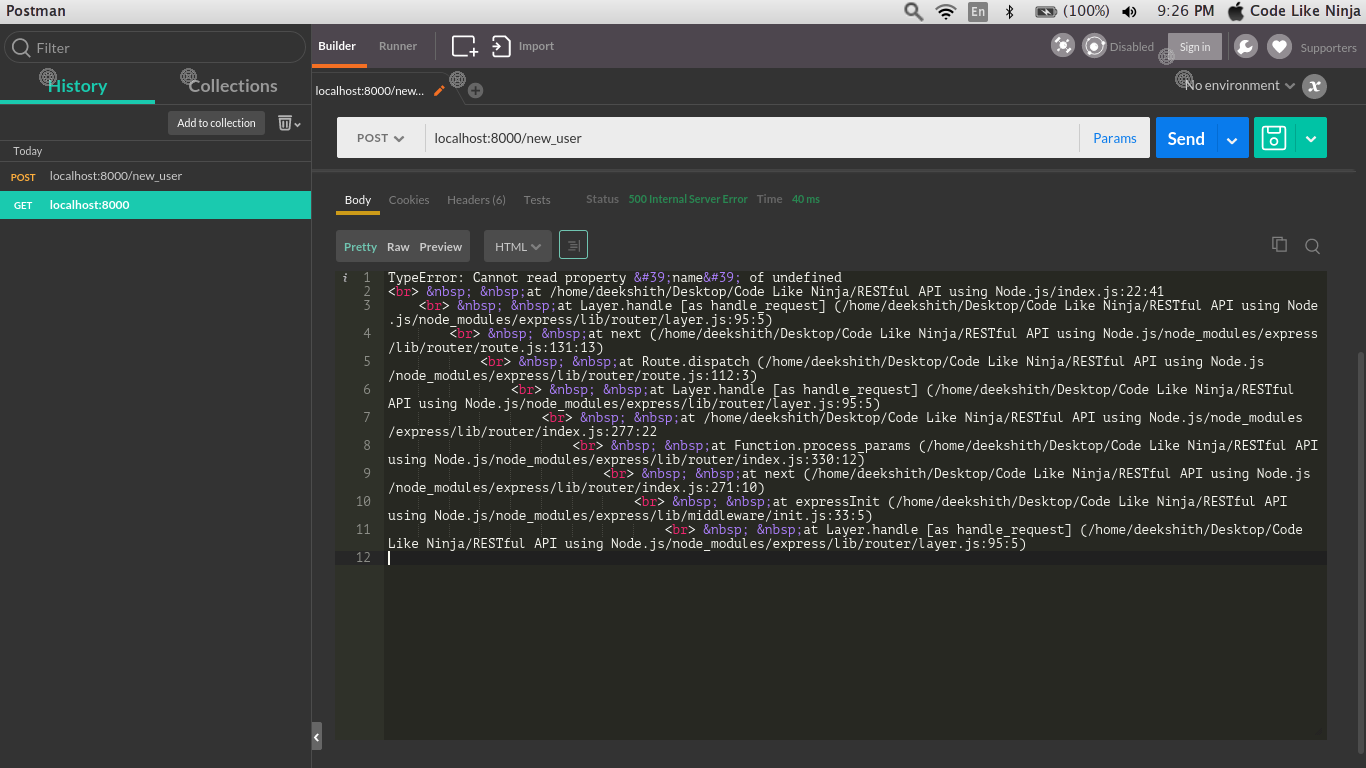 Postman
En
(100%)
9:26 PM
Code Like Ninja
Filter
History
Collections
Add to collection
Today
POST localhost:8000/new_user
GET localhost:8000
Builder
Runner
Import
Disabled
Sign in
Supporters
localhost:8000/new...
No environment
x
POST
localhost:8000/new_user
Params
Send
Body
Cookies
Headers (6)
Tests
Status 500 Internal Server Error Time 40 ms
Pretty
Raw
Preview
HTML
i 1 TypeError: Cannot read property &#39;name&#39; of undefined
2 <br> &nbsp; &nbsp;at /home/deekshith/Desktop/Code Like Ninja/RESTful API using Node.js/index.js:22:41
3 <br> &nbsp; &nbsp;at Layer.handle [as handle_request] (/home/deekshith/Desktop/Code Like Ninja/RESTful API using Node
.js/node_modules/express/lib/router/layer.js:95:5)
4 <br> &nbsp; &nbsp;at next (/home/deekshith/Desktop/Code Like Ninja/RESTful API using Node.js/node_modules/express
/lib/router/route.js:131:13)
5 <br> &nbsp; &nbsp;at Route.dispatch (/home/deekshith/Desktop/Code Like Ninja/RESTful API using Node.js
/node_modules/express/lib/router/route.js:112:3)
6 <br> &nbsp; &nbsp;at Layer.handle [as handle_request] (/home/deekshith/Desktop/Code Like Ninja/RESTful
API using Node.js/node_modules/express/lib/router/layer.js:95:5)
7 <br> &nbsp; &nbsp;at /home/deekshith/Desktop/Code Like Ninja/RESTful API using Node.js/node_modules
/express/lib/router/index.js:277:22
8 <br> &nbsp; &nbsp;at Function.process_params (/home/deekshith/Desktop/Code Like Ninja/RESTful API
using Node.js/node_modules/express/lib/router/index.js:330:12)
9 <br> &nbsp; &nbsp;at next (/home/deekshith/Desktop/Code Like Ninja/RESTful API using Node.js
/node_modules/express/lib/router/index.js:271:10)
10 <br> &nbsp; &nbsp;at expressInit (/home/deekshith/Desktop/Code Like Ninja/RESTful API
using Node.js/node_modules/express/lib/middleware/init.js:33:5)
11 <br> &nbsp; &nbsp;at Layer.handle [as handle_request] (/home/deekshith/Desktop/Code
Like Ninja/RESTful API using Node.js/node_modules/express/lib/router/layer.js:95:5)
12